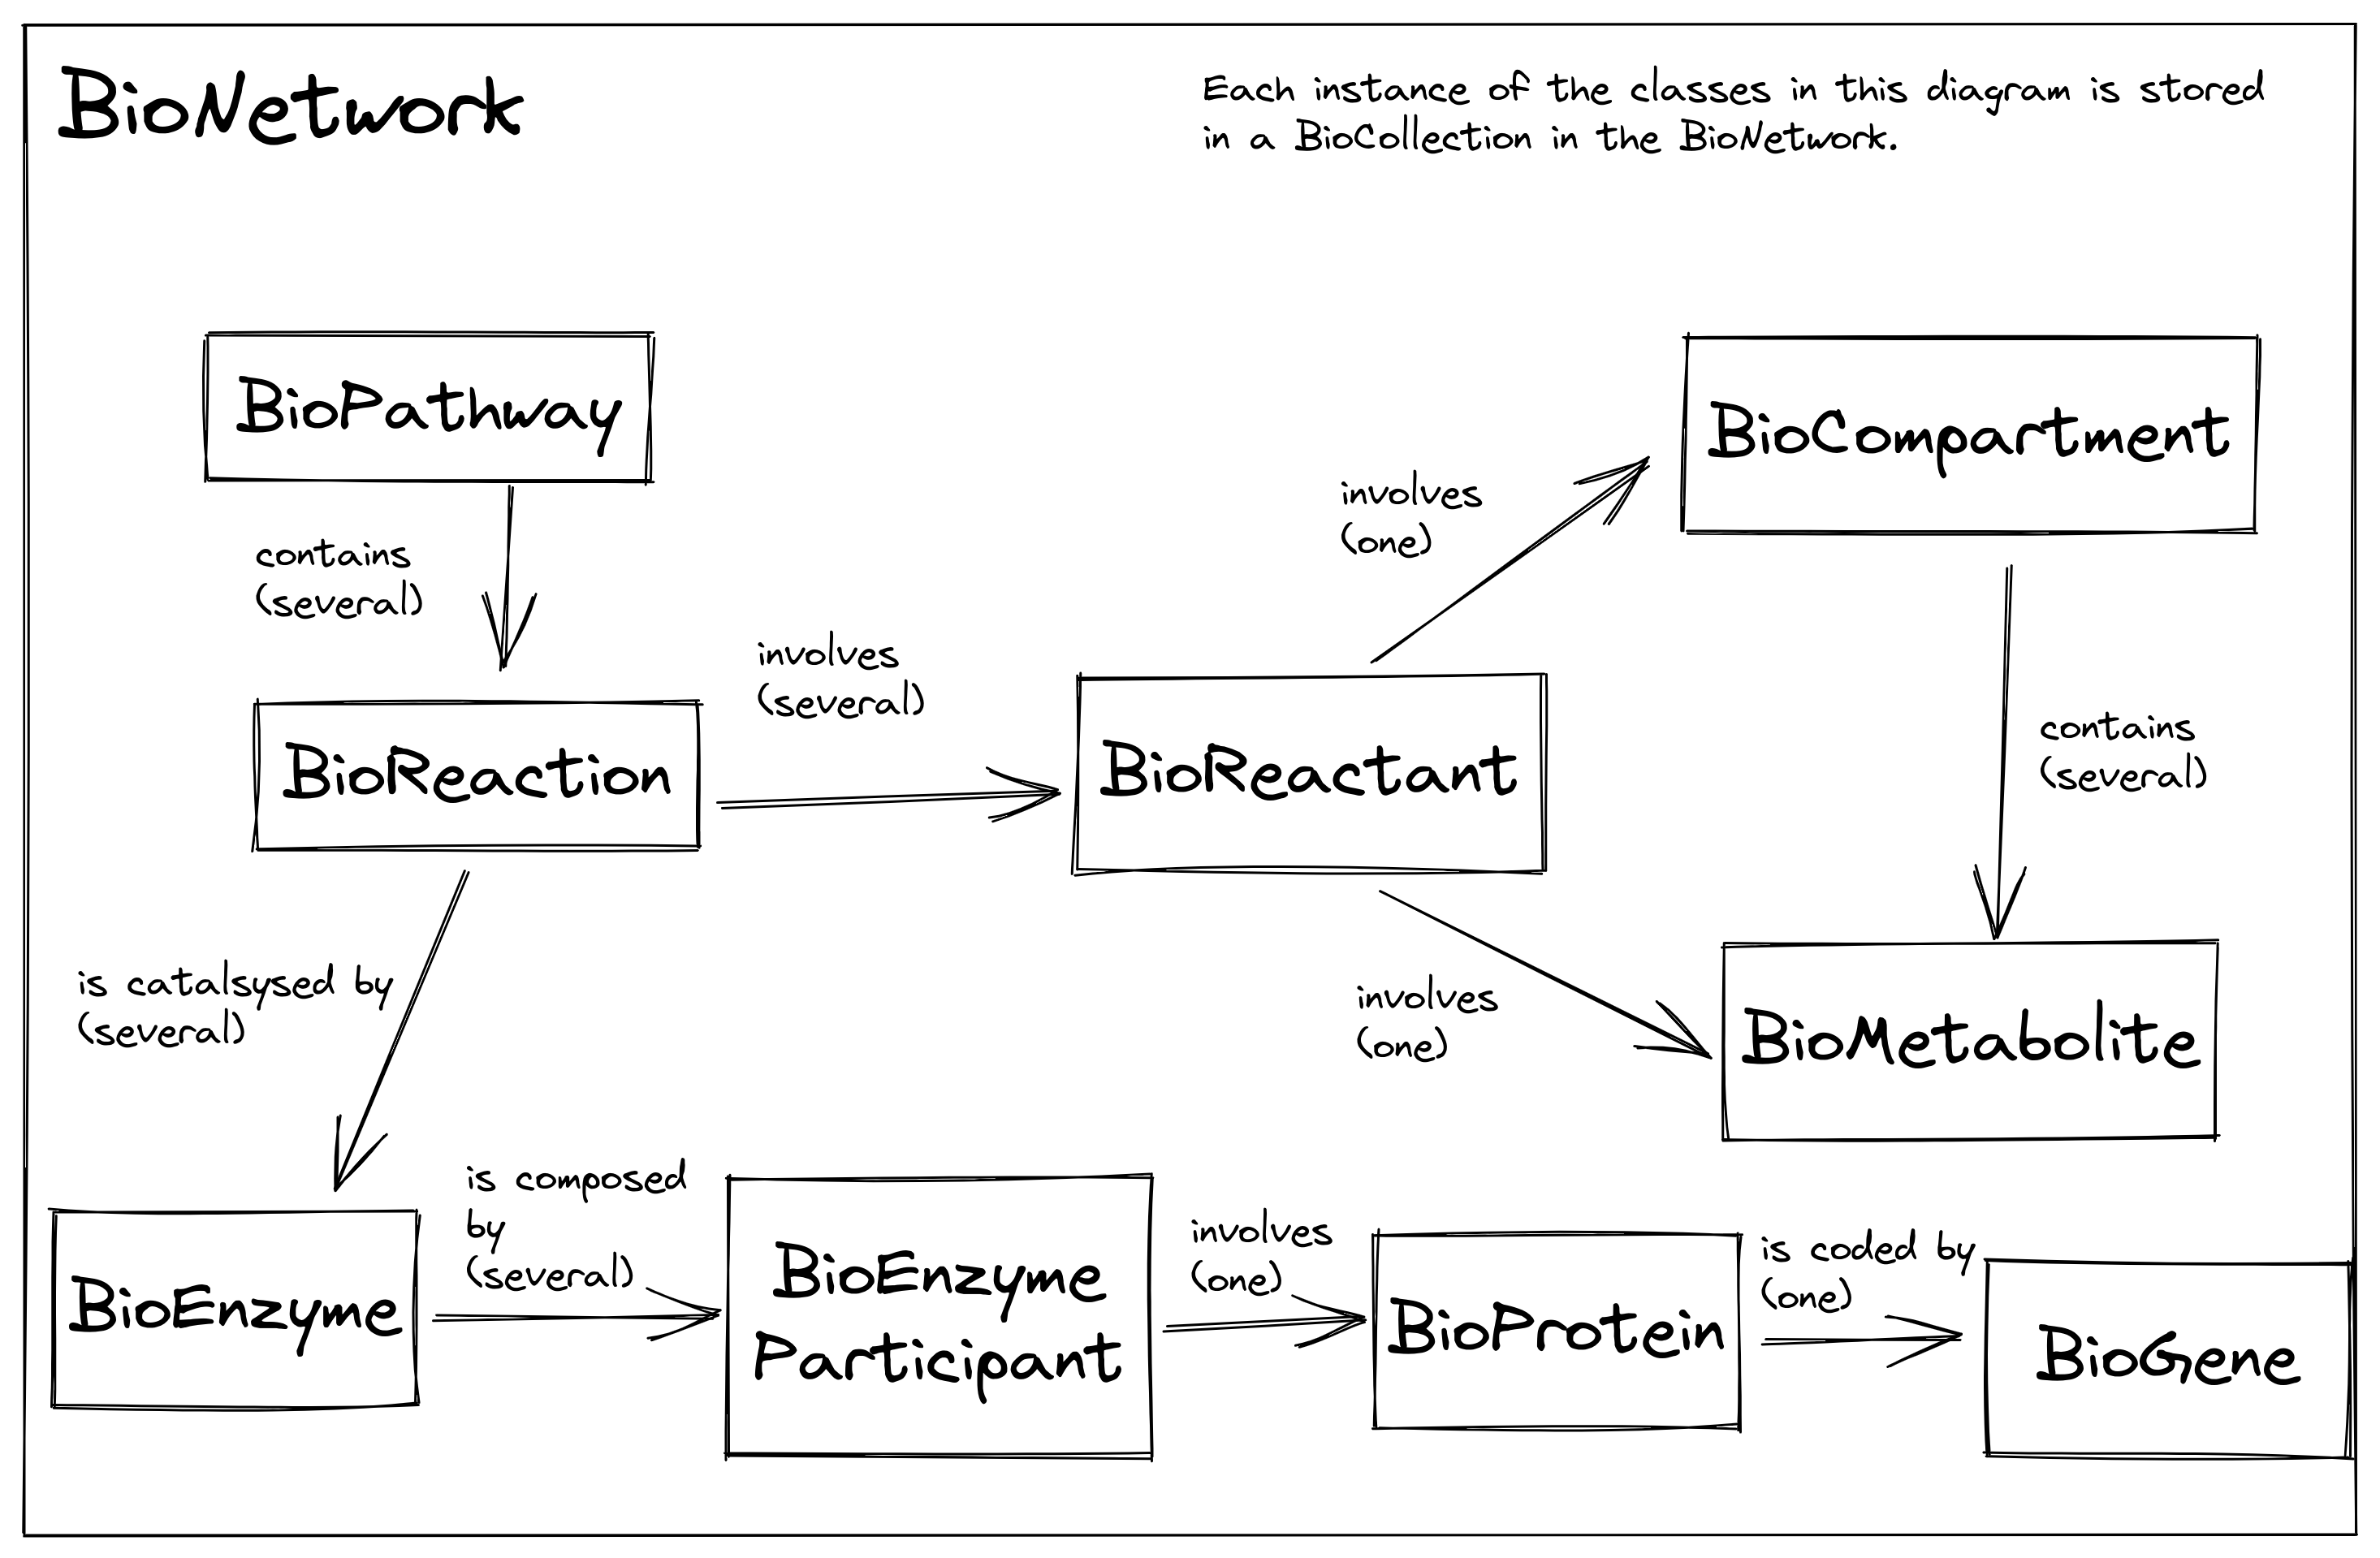 BioNetwork
Each instance of the classes in this diagram is stored
in a BioCollection in the BioNetwork.
BioPathway
BioCompartment
involves
(one)
contains
(several)
involves
(several)
BioReaction
BioReactant
contains
(several)
is catalsysed by
(several)
involves
(one)
BioMetabolite
is composed
by
(several)
involves
(one)
is coded by
(one)
BioEnzyme
BioEnzyme
Participant
BioProtein
BioGene